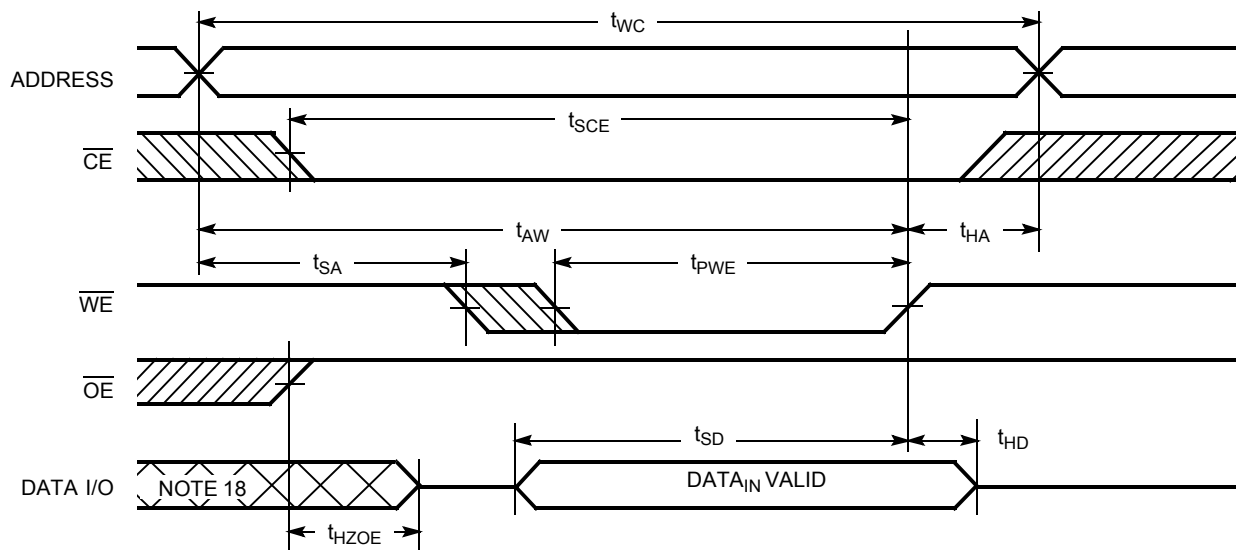 tWC
ADDRESS
tSCE
CE
tAW
tHA
tSA
tPWE
WE
OE
tSD
tHD
DATA I/O
NOTE 18
DATAIN VALID
tHZOE